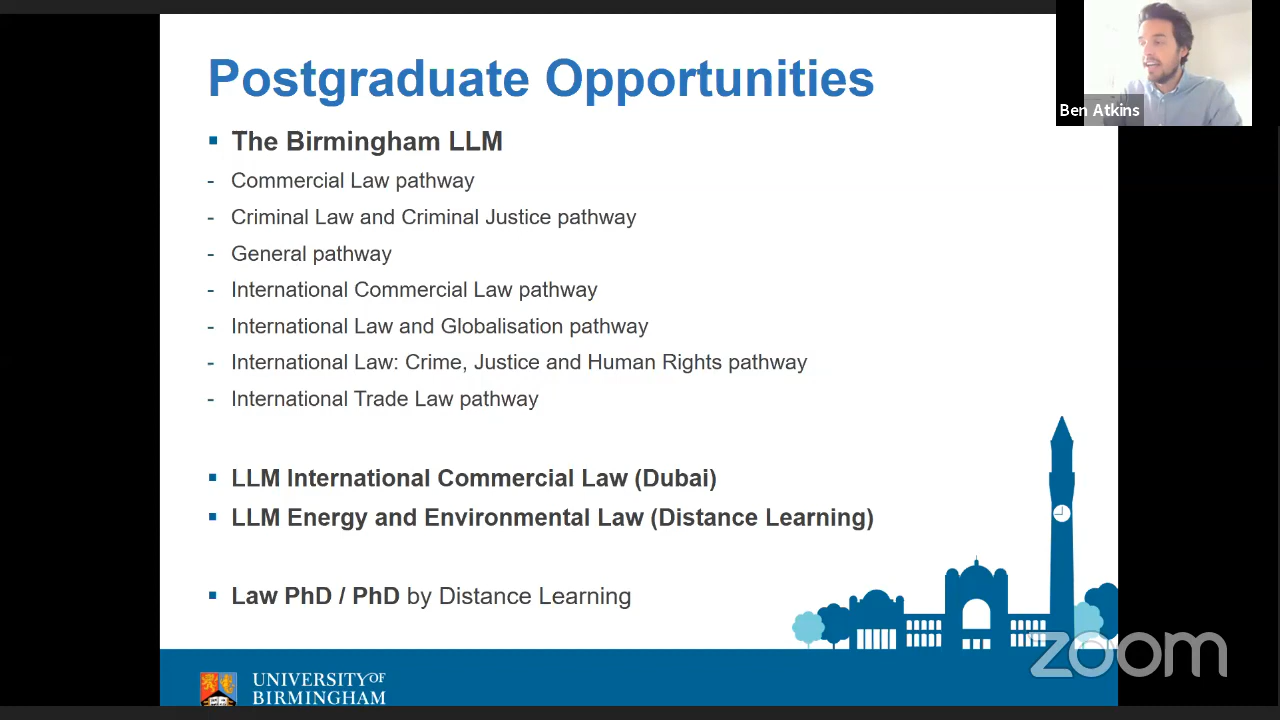 Postgraduate Opportunities
Ben Atkins
▪ The Birmingham LLM
- Commercial Law pathway
- Criminal Law and Criminal Justice pathway
- General pathway
- International Commercial Law pathway
- International Law and Globalisation pathway
- International Law: Crime, Justice and Human Rights pathway
- International Trade Law pathway
▪ LLM International Commercial Law (Dubai)
▪ LLM Energy and Environmental Law (Distance Learning)
▪ Law PhD / PhD by Distance Learning
zoom
UNIVERSITY OF
BIRMINGHAM